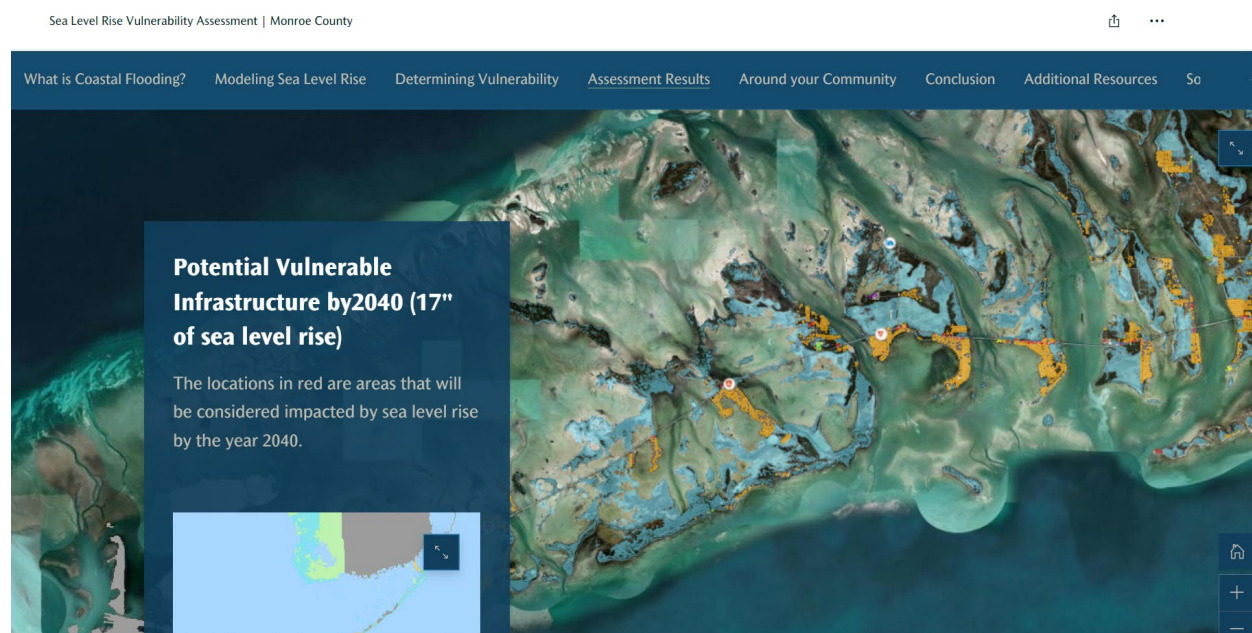 Sea Level Rise Vulnerability Assessment | Monroe County
What is Coastal Flooding? Modeling Sea Level Rise Determining Vulnerability Assessment Results Around your Community Conclusion Additional Resources So
Potential Vulnerable
Infrastructure by2040 (17"
of sea level rise)
The locations in red are areas that will
be considered impacted by sea level rise
by the year 2040.